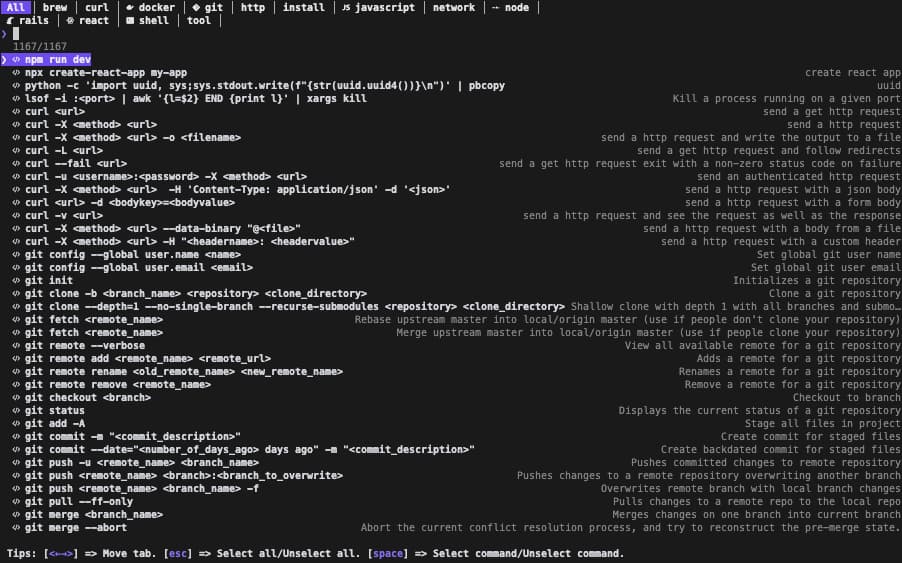 All | brew | curl | docker | git | http | install | JS javascript | network | node |
rails | react | shell | tool |
❯
1167/1167
❯ npm run dev
npx create-react-app my-app create react app
python -c 'import uuid, sys;sys.stdout.write(f"{str(uuid.uuid4())}\n")' | pbcopy uuid
lsof -i :<port> | awk '{l=$2} END {print l}' | xargs kill Kill a process running on a given port
curl <url> send a get http request
curl -X <method> <url> send a http request
curl -X <method> <url> -o <filename> send a http request and write the output to a file
curl -L <url> send a get http request and follow redirects
curl --fail <url> send a get http request exit with a non-zero status code on failure
curl -u <username>:<password> -X <method> <url> send an authenticated http request
curl -X <method> <url>  -H 'Content-Type: application/json' -d '<json>' send a http request with a json body
curl <url> -d <bodykey>=<bodyvalue> send a http request with a form body
curl -v <url> send a http request and see the request as well as the response
curl -X <method> <url> --data-binary "@<file>" send a http request with a body from a file
curl -X <method> <url> -H "<headername>: <headervalue>" send a http request with a custom header
git config --global user.name <name> Set global git user name
git config --global user.email <email> Set global git user email
git init Initializes a git repository
git clone -b <branch_name> <repository> <clone_directory> Clone a git repository
git clone --depth=1 --no-single-branch --recurse-submodules <repository> <clone_directory> Shallow clone with depth 1 with all branches and submo…
git fetch <remote_name> Rebase upstream master into local/origin master (use if people don't clone your repository)
git fetch <remote_name> Merge upstream master into local/origin master (use if people clone your repository)
git remote --verbose View all available remote for a git repository
git remote add <remote_name> <remote_url> Adds a remote for a git repository
git remote rename <old_remote_name> <new_remote_name> Renames a remote for a git repository
git remote remove <remote_name> Remove a remote for a git repository
git checkout <branch> Checkout to branch
git status Displays the current status of a git repository
git add -A Stage all files in project
git commit -m "<commit_description>" Create commit for staged files
git commit --date="<number_of_days_ago> days ago" -m "<commit_description>" Create backdated commit for staged files
git push -u <remote_name> <branch_name> Pushes committed changes to remote repository
git push <remote_name> <branch>:<branch_to_overwrite> Pushes changes to a remote repository overwriting another branch
git push <remote_name> <branch_name> -f Overwrites remote branch with local branch changes
git pull --ff-only Pulls changes to a remote repo to the local repo
git merge <branch_name> Merges changes on one branch into current branch
git merge --abort Abort the current conflict resolution process, and try to reconstruct the pre-merge state.
Tips: [<←→>] => Move tab. [esc] => Select all/Unselect all. [space] => Select command/Unselect command.